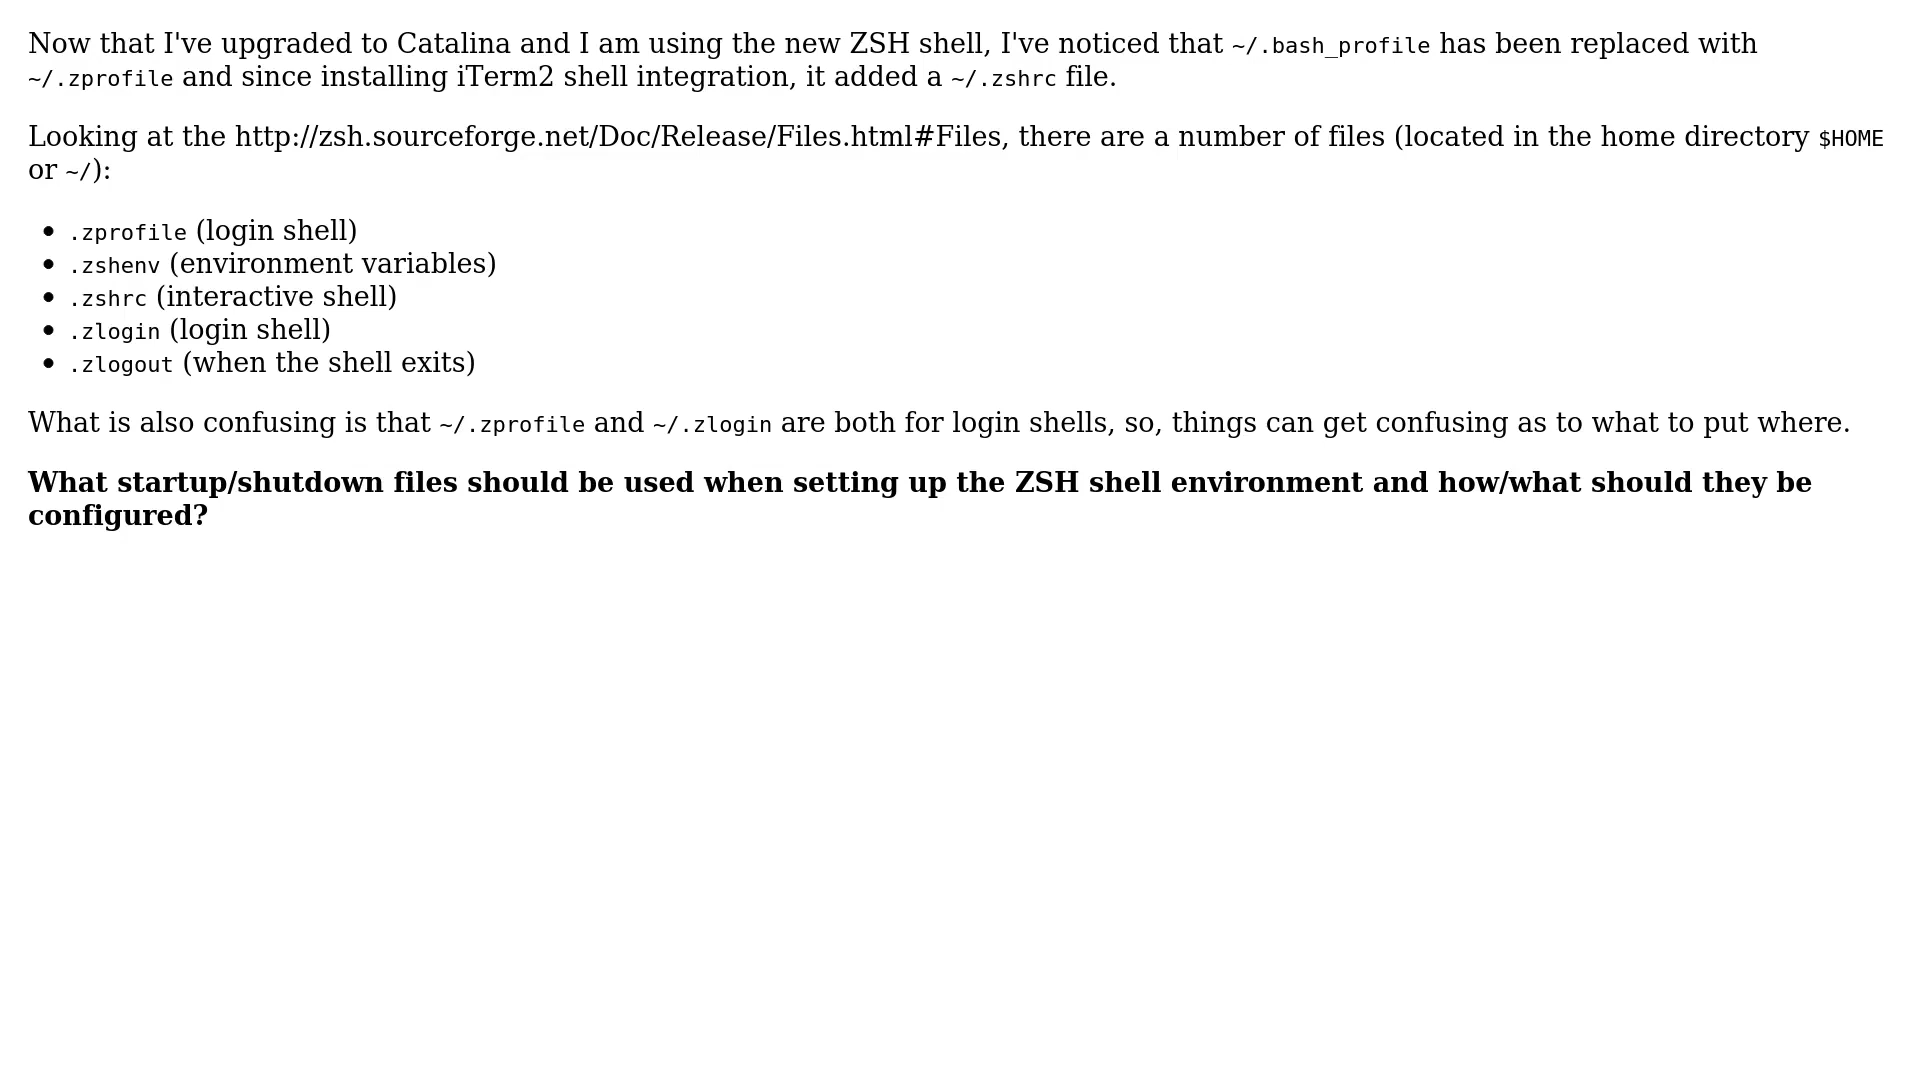 Now that I've upgraded to Catalina and I am using the new ZSH shell, I've noticed that ~/.bash_profile has been replaced with
~/.zprofile and since installing iTerm2 shell integration, it added a ~/.zshrc file.
Looking at the http://zsh.sourceforge.net/Doc/Release/Files.html#Files, there are a number of files (located in the home directory $HOME
or ~/):
• .zprofile (login shell)
• .zshenv (environment variables)
• .zshrc (interactive shell)
• .zlogin (login shell)
• .zlogout (when the shell exits)
What is also confusing is that ~/.zprofile and ~/.zlogin are both for login shells, so, things can get confusing as to what to put where.
What startup/shutdown files should be used when setting up the ZSH shell environment and how/what should they be
configured?